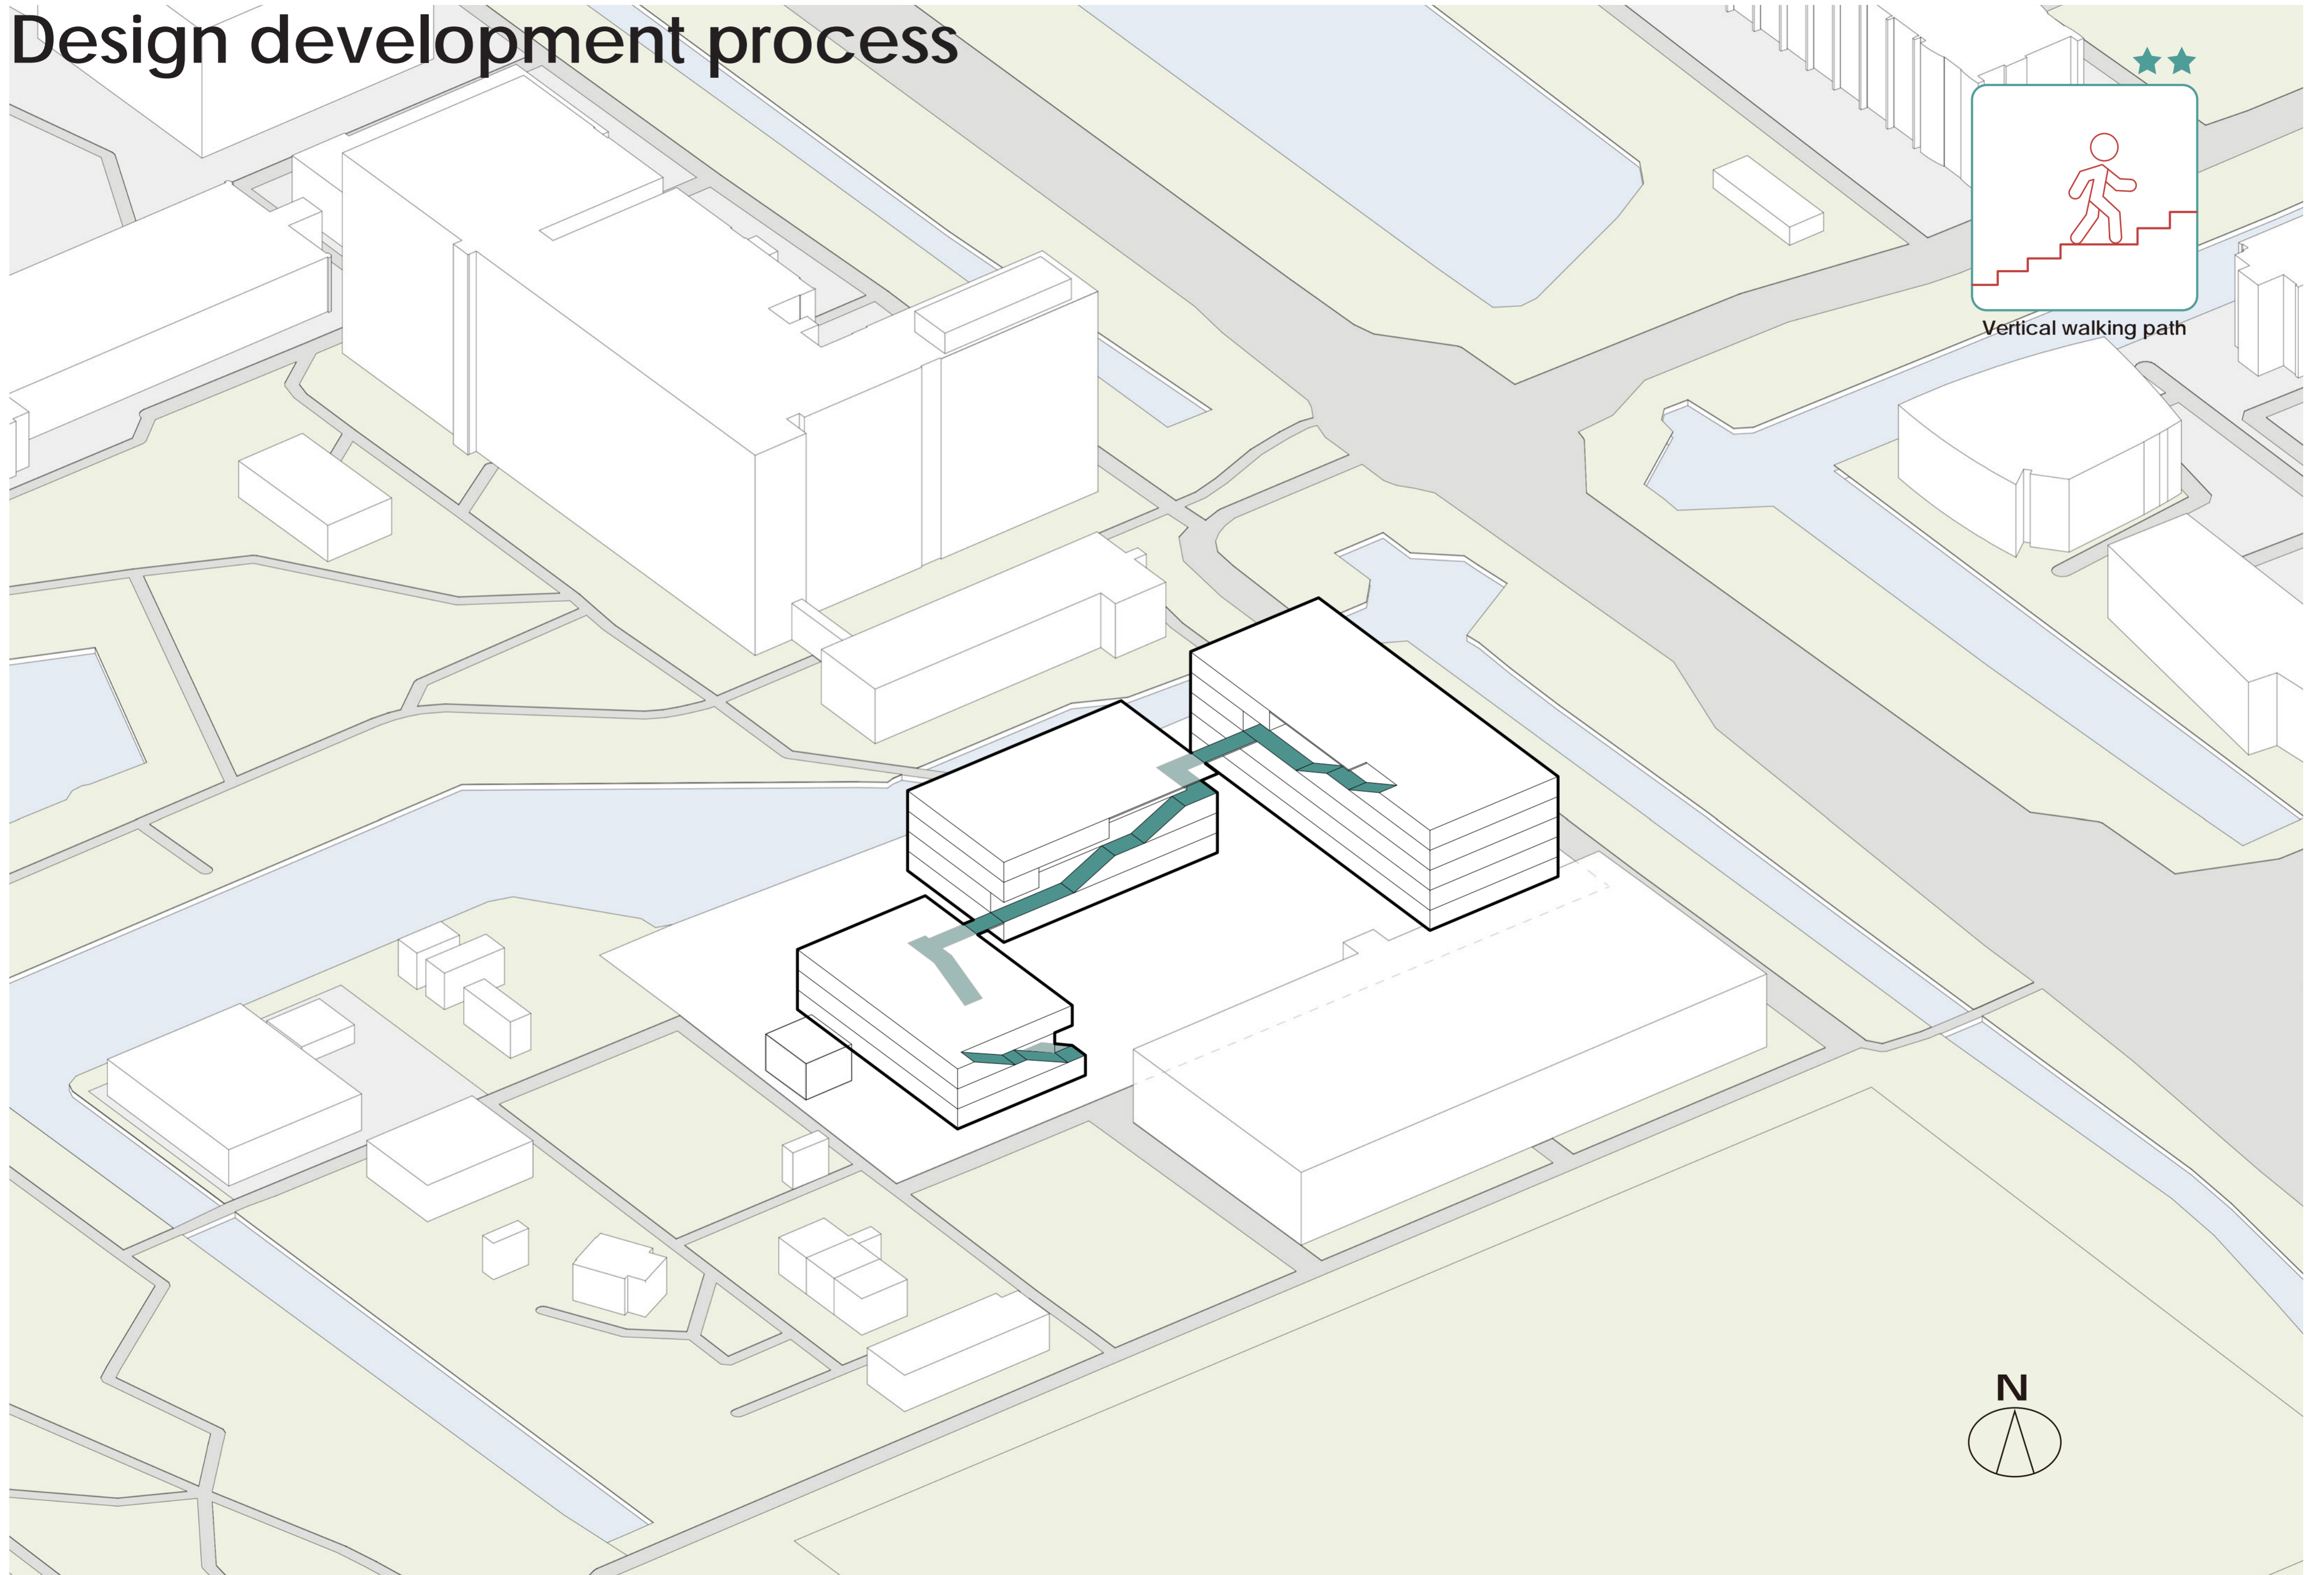 Design development process
Vertical walking path
N